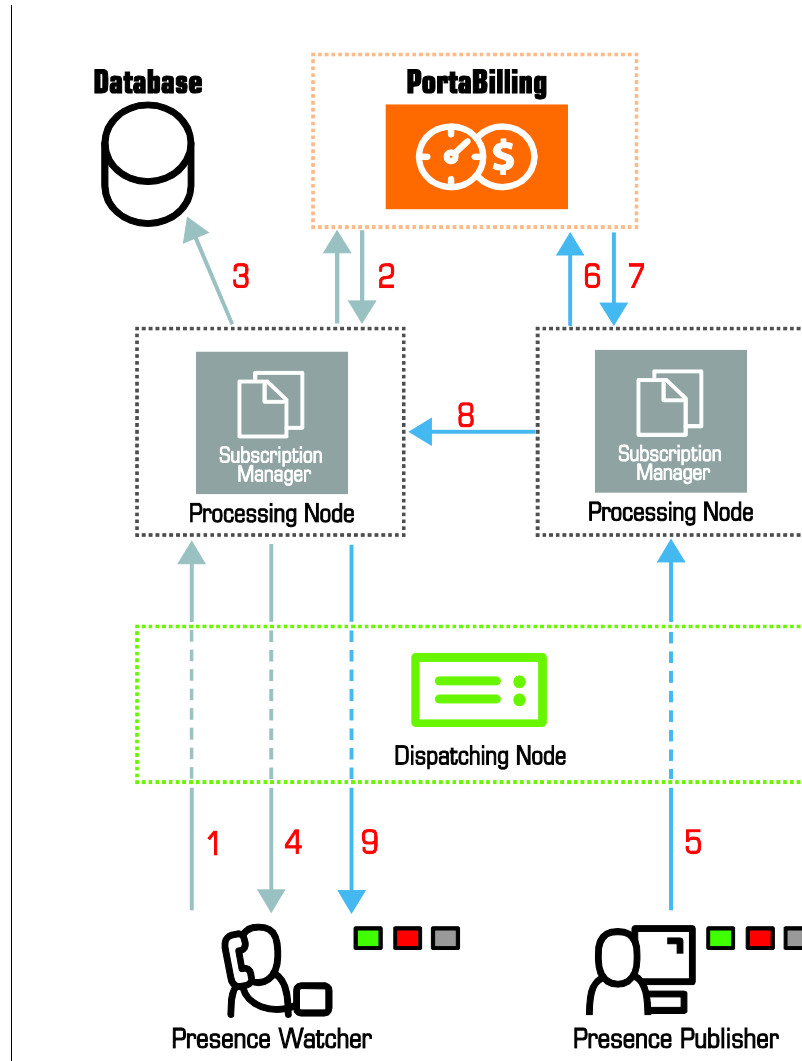 Database
PortaBilling
$
3
2
6
7
8
Subscription
Manager
Processing Node
Subscription
Manager
Processing Node
Dispatching Node
1
4
9
5
Presence Watcher
Presence Publisher